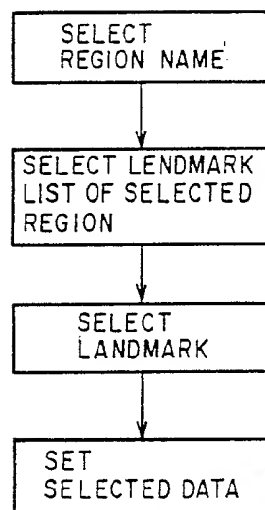 SELECT
REGION NAME
SELECT LENDMARK
LIST OF SELECTED
REGION
SELECT
LANDMARK
SET
SELECTED DATA